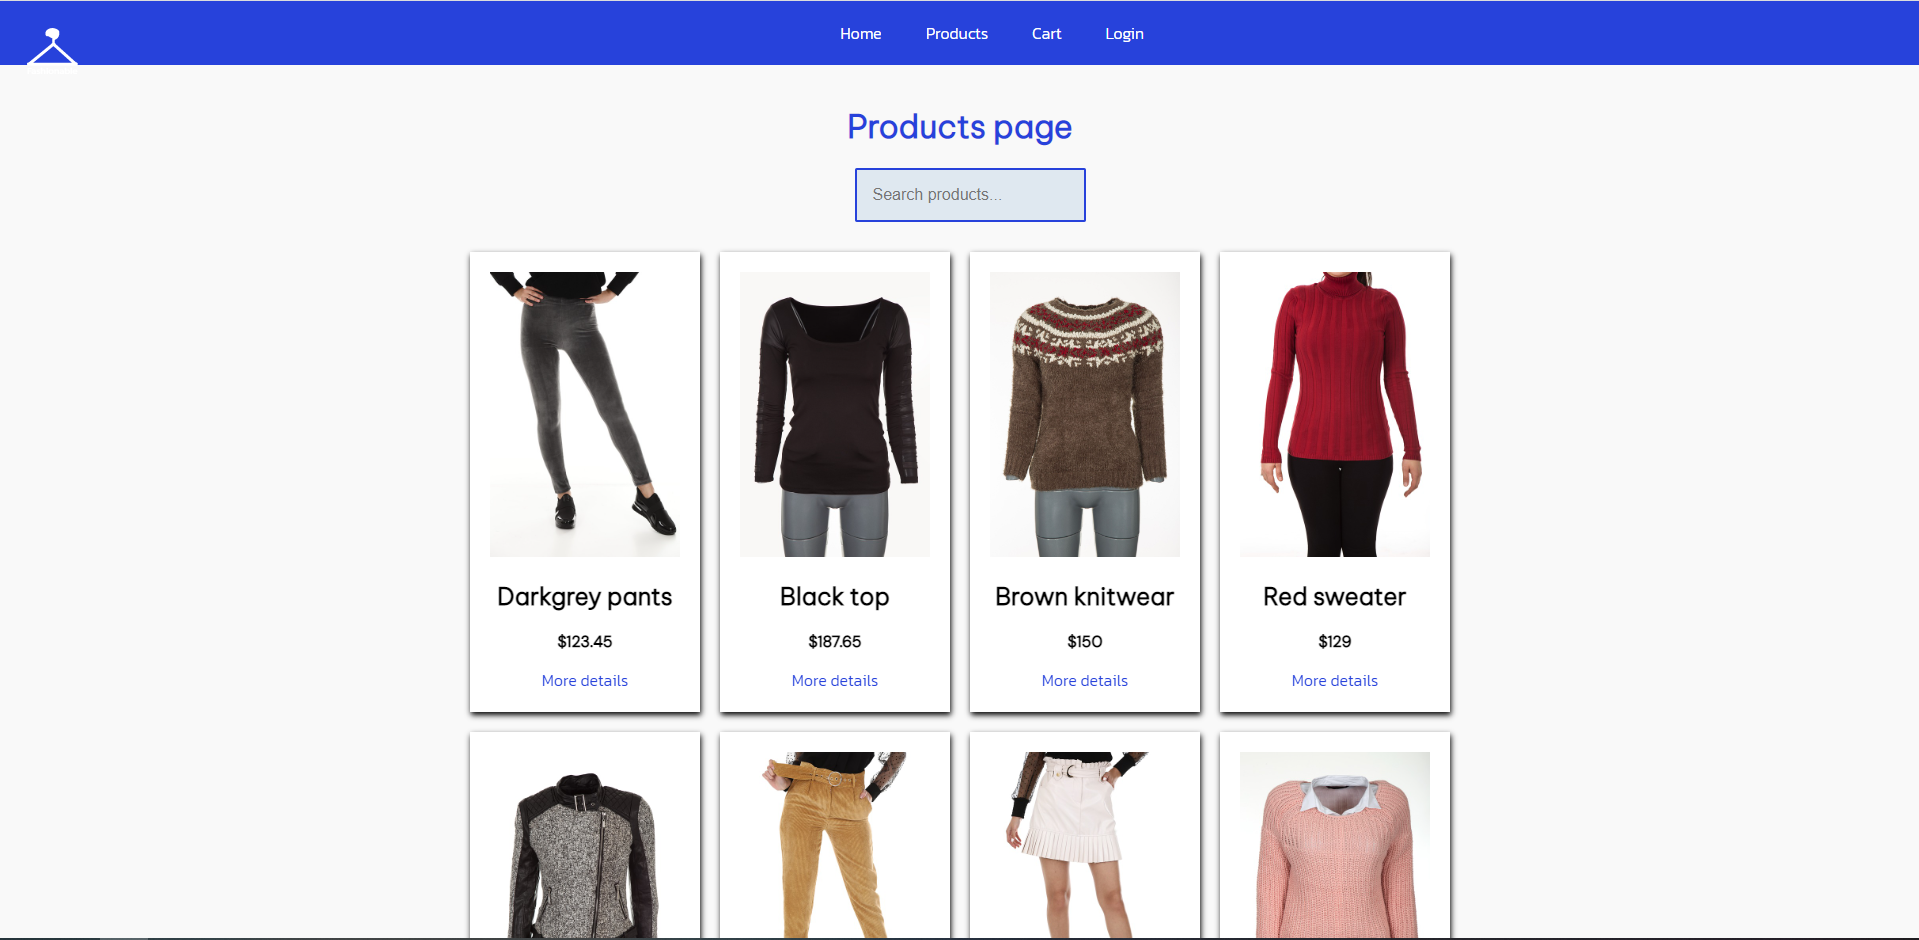 Home Products Cart Login
Products page
Search products...
Darkgrey pants
$123.45
More details
Black top
$187.65
More details
Brown knitwear
$150
More details
Red sweater
$129
More details